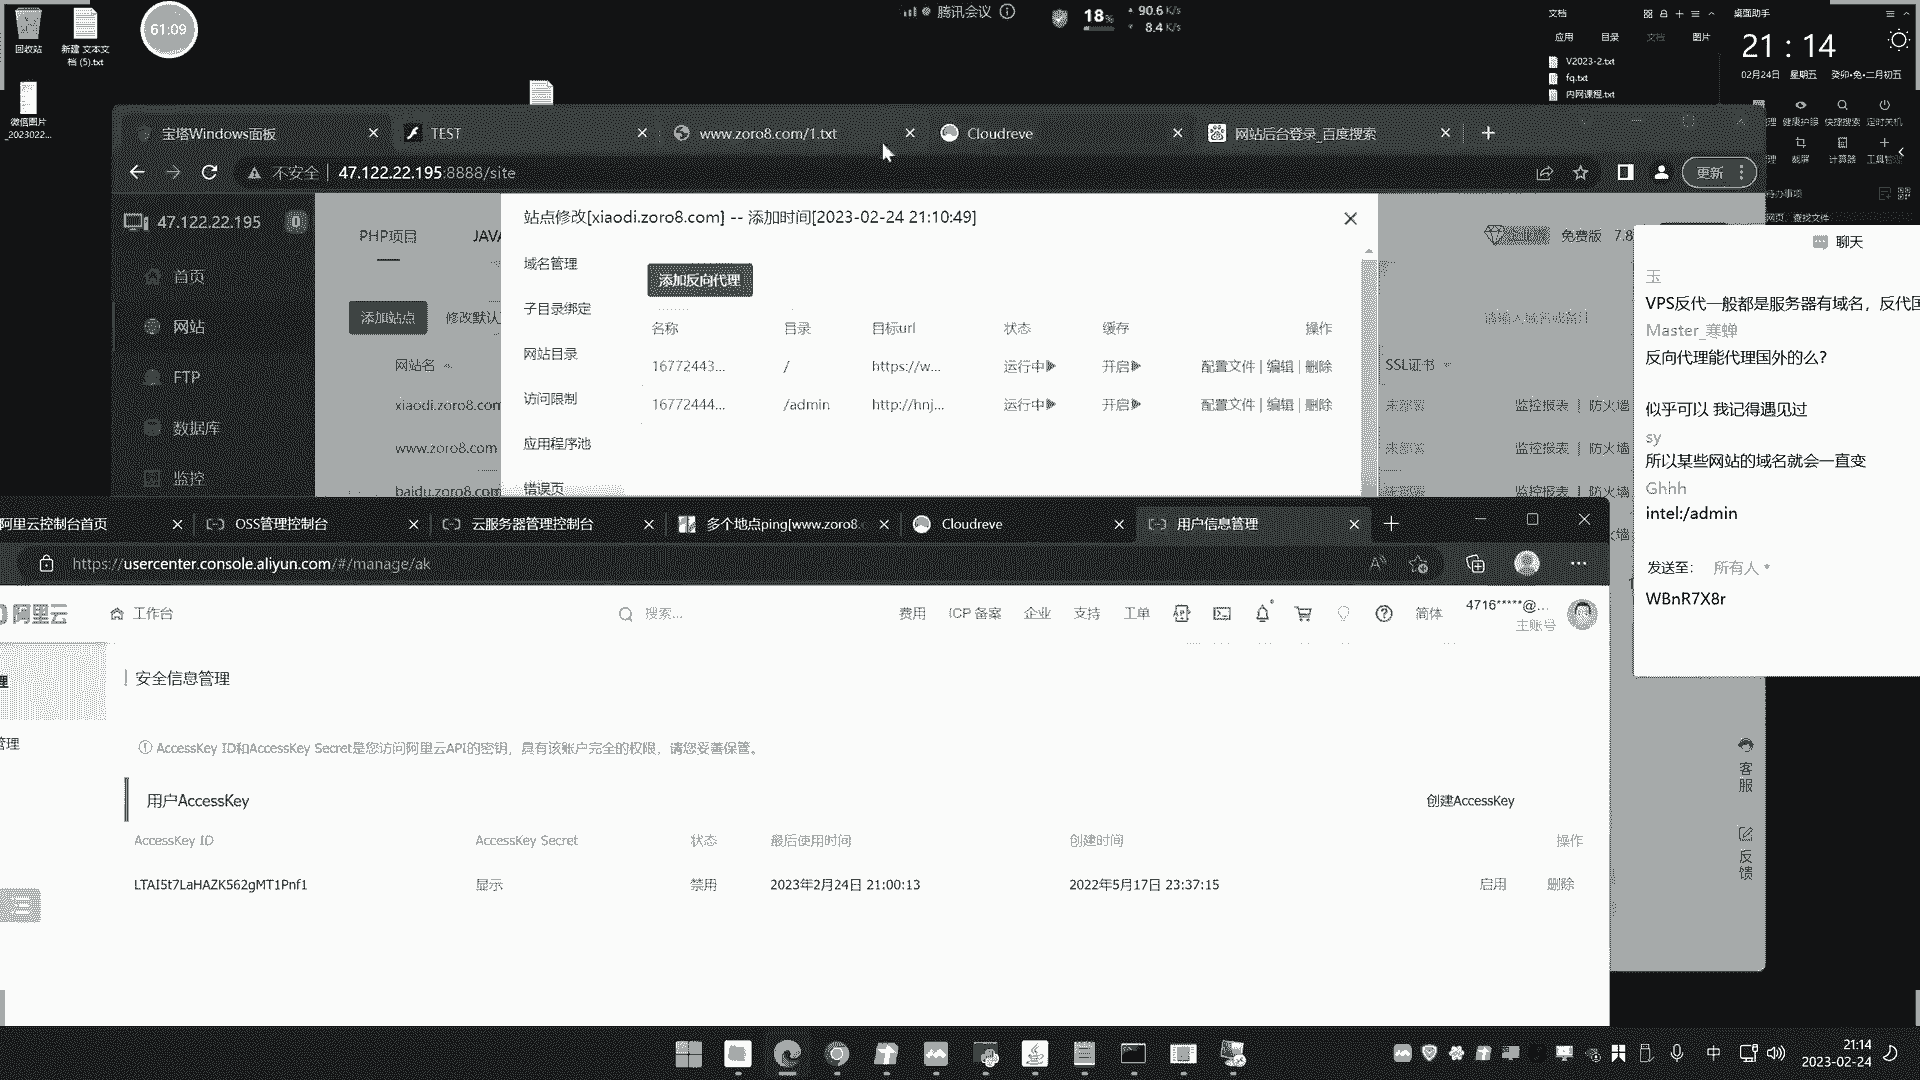 回收站
新建 文本文
档 (5).txt
微信图片
_2023022...
61:09
腾讯会议
18%
90.6 K/s
8.4 K/s
文档
应用 目录 文档 图片
V2023-2.txt
fq.txt
内网课程.txt
桌面助手
21 : 14
02月24日 星期五 癸卯•兔•二月初五
健康护眼 快捷搜索 定时关机
截屏 计算器
待办事项
宝塔Windows面板
TEST
www.zoro8.com/1.txt
Cloudreve
网站后台登录_百度搜索
不安全 47.122.22.195:8888/site
更新
47.122.22.195 0
首页
网站
FTP
数据库
监控
PHP项目 JAV
添加站点 修改默认
网站名
xiaodi.zoro8.com
www.zoro8.com
baidu.zoro8.com
站点修改[xiaodi.zoro8.com] -- 添加时间[2023-02-24 21:10:49]
域名管理
子目录绑定
网站目录
访问限制
应用程序池
错误页
添加反向代理
名称 目录 目标url 状态 缓存 操作
16772443... / https://w... 运行中 开启 配置文件 | 编辑 | 删除
16772444... /admin http://hnj... 运行中 开启 配置文件 | 编辑 | 删除
免费版 7.8
请输入域名或备注
SSL证书
未部署 监控报表 | 防火墙
未部署 监控报表 | 防火墙
未部署 监控报表 | 防火墙
聊天
玉
VPS反代一般都是服务器有域名，反代国
Master_寒蝉
反向代理能代理国外的么?
似乎可以 我记得遇见过
sy
所以某些网站的域名就会一直变
Ghhh
intel:/admin
发送至: 所有人
WBnR7X8r
客服
反馈
阿里云控制台首页
OSS管理控制台
云服务器管理控制台
多个地点ping[www.zoro8.c
Cloudreve
用户信息管理
https://usercenter.console.aliyun.com/#/manage/ak
阿里云
工作台
搜索...
费用 ICP 备案 企业 支持 工单 简体
4716*****@...
主账号
理
管理
安全信息管理
AccessKey ID和AccessKey Secret是您访问阿里云API的密钥，具有该账户完全的权限，请您妥善保管。
用户AccessKey
创建AccessKey
AccessKey ID AccessKey Secret 状态 最后使用时间 创建时间 操作
LTAI5t7LaHAZK562gMT1Pnf1 显示 禁用 2023年2月24日 21:00:13 2022年5月17日 23:37:15 启用 删除
中
21:14
2023-02-24